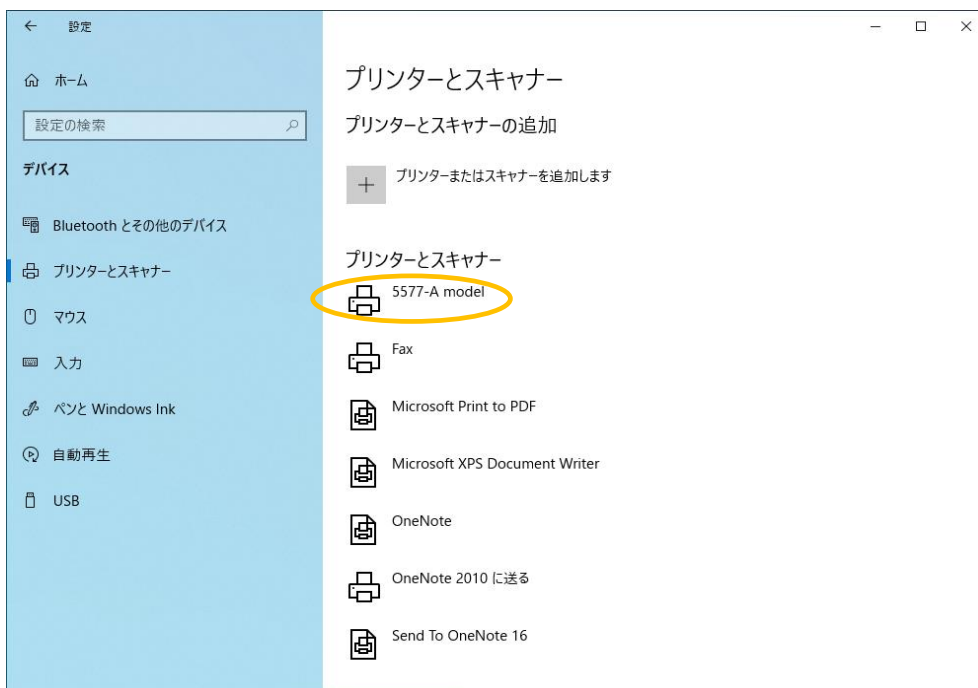 設定
ホーム
設定の検索
デバイス
Bluetooth とその他のデバイス
プリンターとスキャナー
マウス
入力
ペンと Windows Ink
自動再生
USB
プリンターとスキャナー
プリンターとスキャナーの追加
プリンターまたはスキャナーを追加します
プリンターとスキャナー
5577-A model
Fax
Microsoft Print to PDF
Microsoft XPS Document Writer
OneNote
OneNote 2010 に送る
Send To OneNote 16